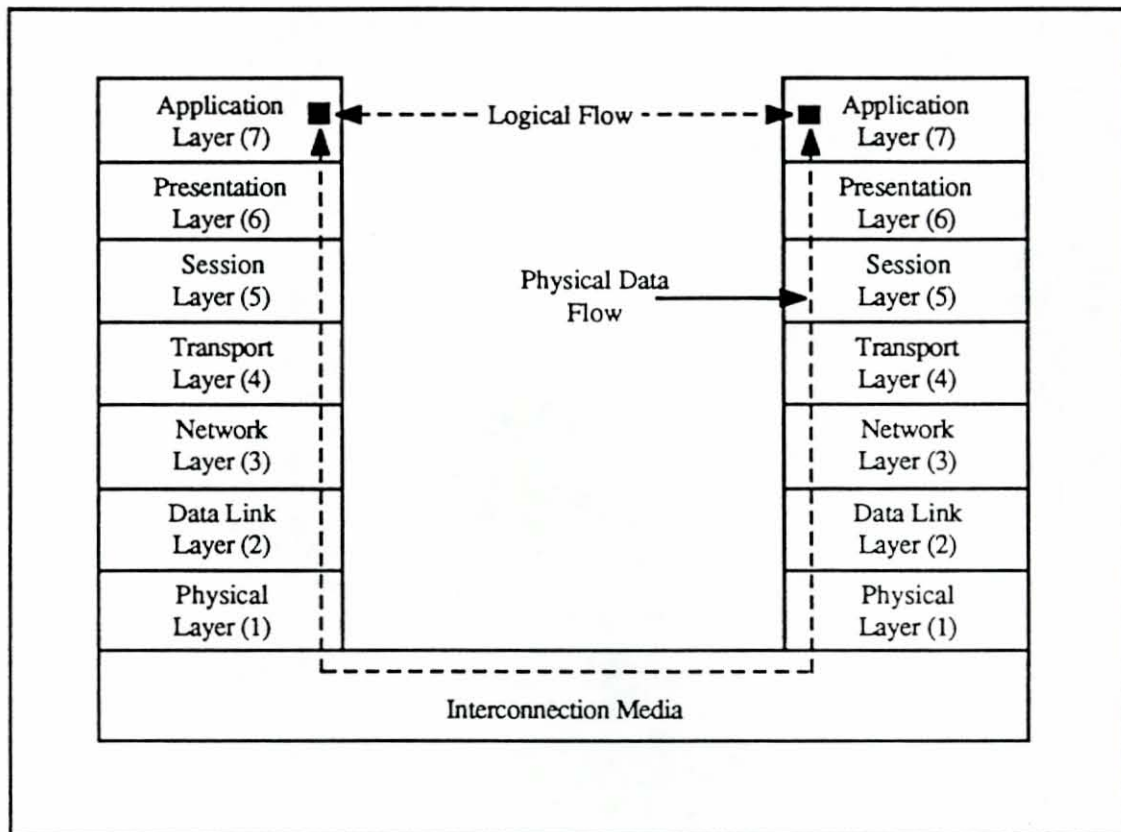 Application
Layer (7)
Logical Flow
Application
Layer (7)
Presentation
Layer (6)
Presentation
Layer (6)
Session
Layer (5)
Physical Data
Flow
Session
Layer (5)
Transport
Layer (4)
Transport
Layer (4)
Network
Layer (3)
Network
Layer (3)
Data Link
Layer (2)
Data Link
Layer (2)
Physical
Layer (1)
Physical
Layer (1)
Interconnection Media